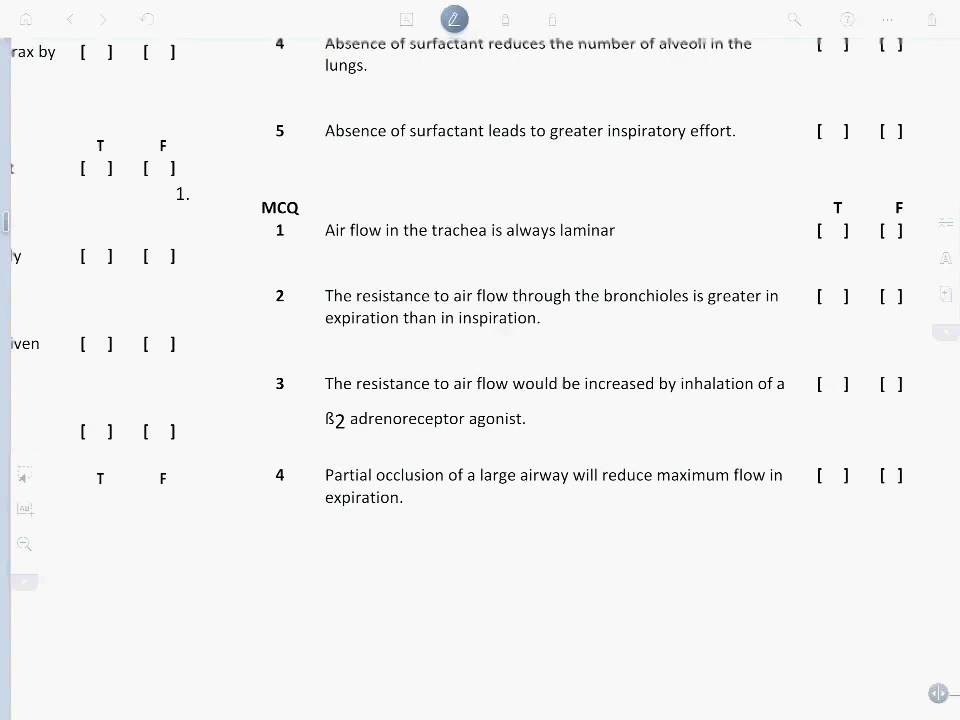 rax by [ ] [ ]
T F
t [ ] [ ]
1.
ly [ ] [ ]
iven [ ] [ ]
[ ] [ ]
T F
4 Absence of surfactant reduces the number of alveoli in the [ ] [ ]
lungs.
5 Absence of surfactant leads to greater inspiratory effort. [ ] [ ]
MCQ T F
1 Air flow in the trachea is always laminar [ ] [ ]
2 The resistance to air flow through the bronchioles is greater in [ ] [ ]
expiration than in inspiration.
3 The resistance to air flow would be increased by inhalation of a [ ] [ ]
ß2 adrenoreceptor agonist.
4 Partial occlusion of a large airway will reduce maximum flow in [ ] [ ]
expiration.